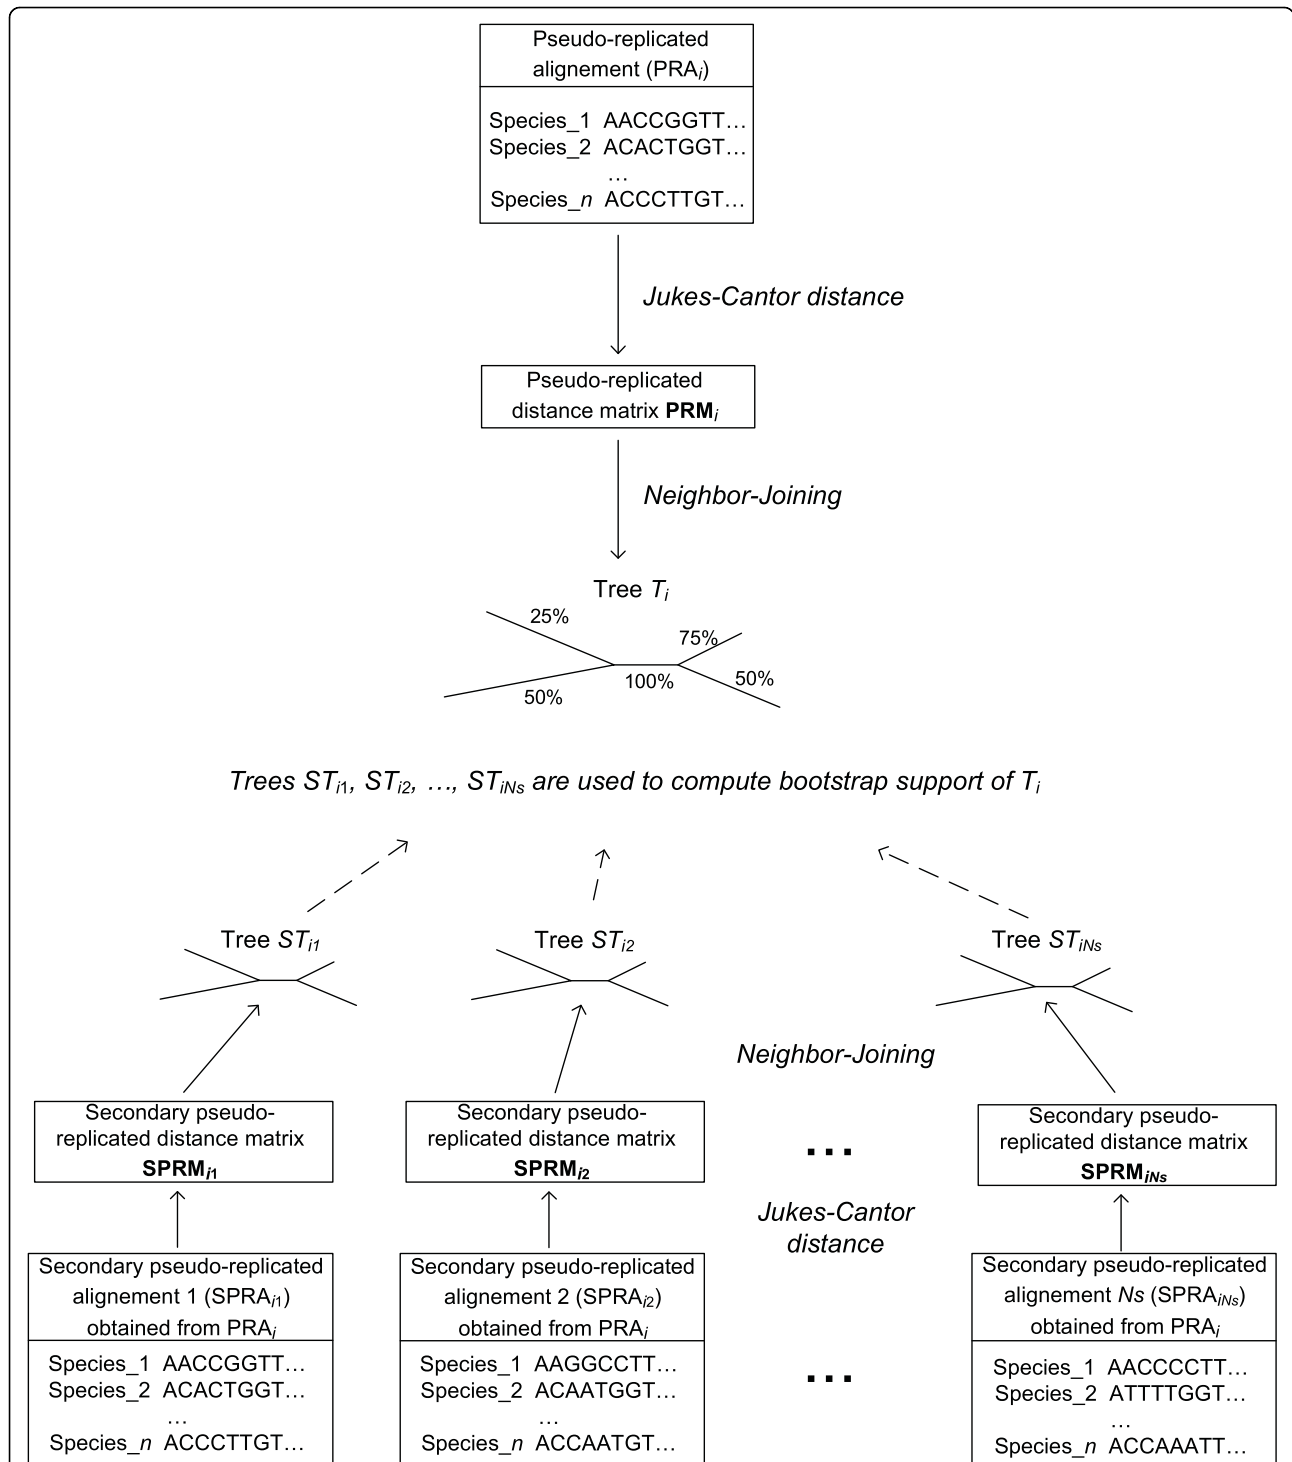 Pseudo-replicated
alignement (PRAi)
Species_1 AACCGGTT…
Species_2 ACACTGGT…
…
Species_n ACCCTTGT…
Jukes-Cantor distance
Pseudo-replicated
distance matrix PRMi
Neighbor-Joining
Tree Ti
25%
75%
50%
100%
50%
Trees STi1, STi2, …, STiNs are used to compute bootstrap support of Ti
Tree STi1
Tree STi2
Tree STiNs
Neighbor-Joining
Secondary pseudo-
replicated distance matrix
SPRMi1
Secondary pseudo-
replicated distance matrix
SPRMi2
…
Secondary pseudo-
replicated distance matrix
SPRMiNs
Jukes-Cantor
distance
Secondary pseudo-replicated
alignement 1 (SPRAi1)
obtained from PRAi
Species_1 AACCGGTT…
Species_2 ACACTGGT…
…
Species_n ACCCTTGT…
Secondary pseudo-replicated
alignement 2 (SPRAi2)
obtained from PRAi
Species_1 AAGGCCTT…
Species_2 ACAATGGT…
…
Species_n ACCAATGT…
…
Secondary pseudo-replicated
alignement Ns (SPRAiNs)
obtained from PRAi
Species_1 AACCCCTT…
Species_2 ATTTTGGT…
…
Species_n ACCAAATT…